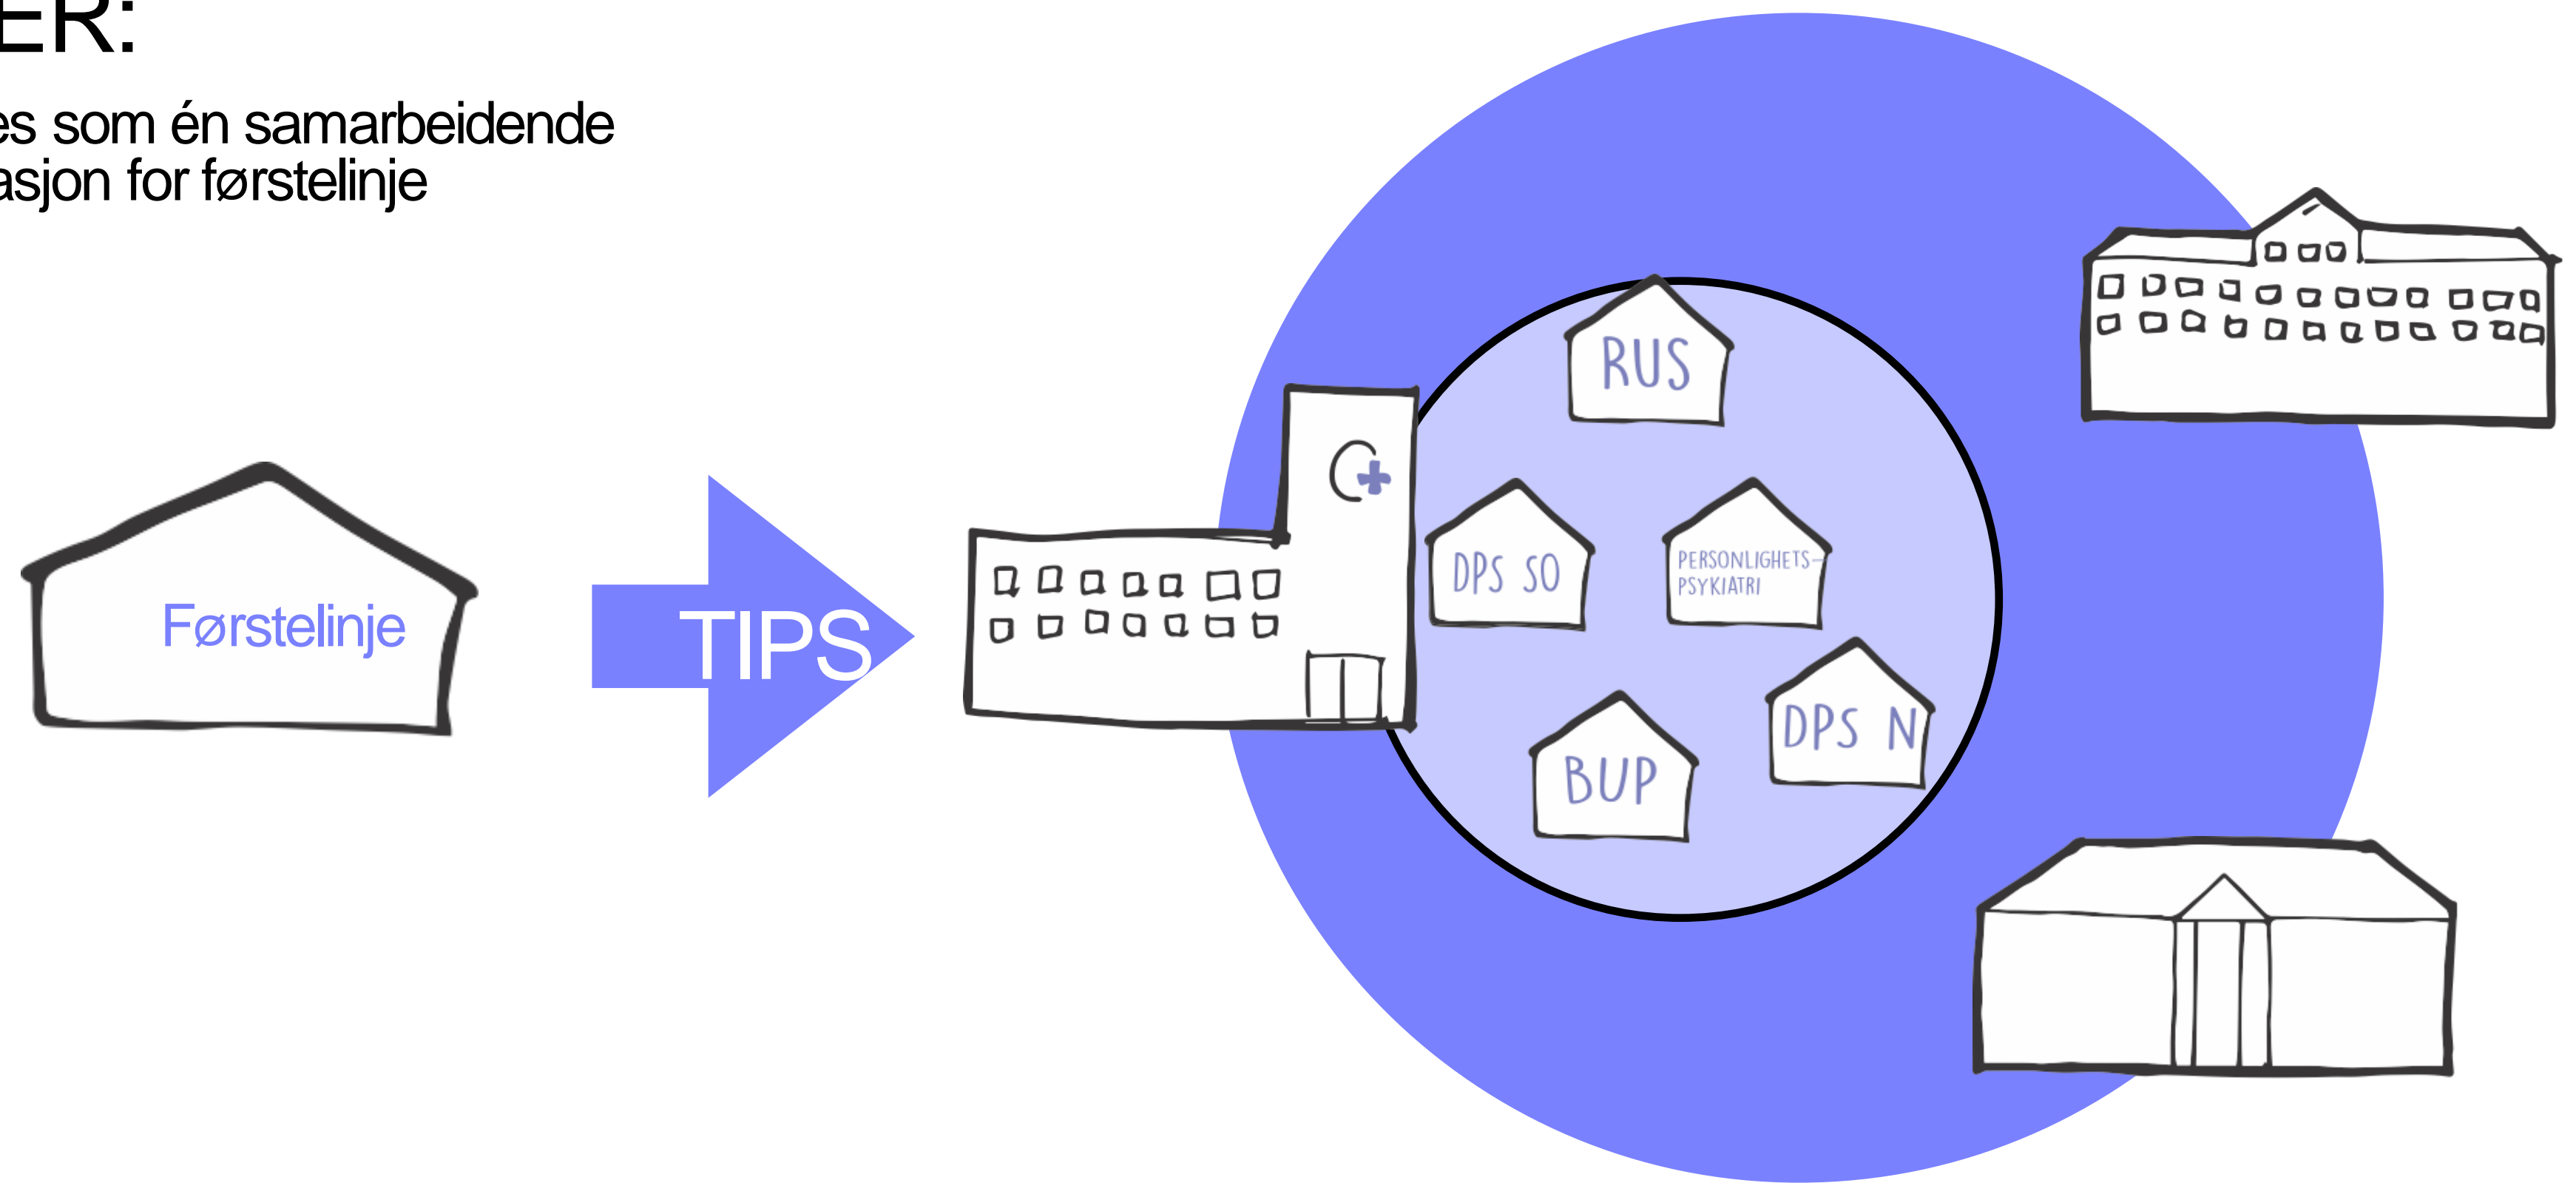 ER:
es som én samarbeidende
asjon for førstelinje
Førstelinje
TIPS
RUS
DPS SO
PERSONLIGHETS-
PSYKIATRI
DPS N
BUP